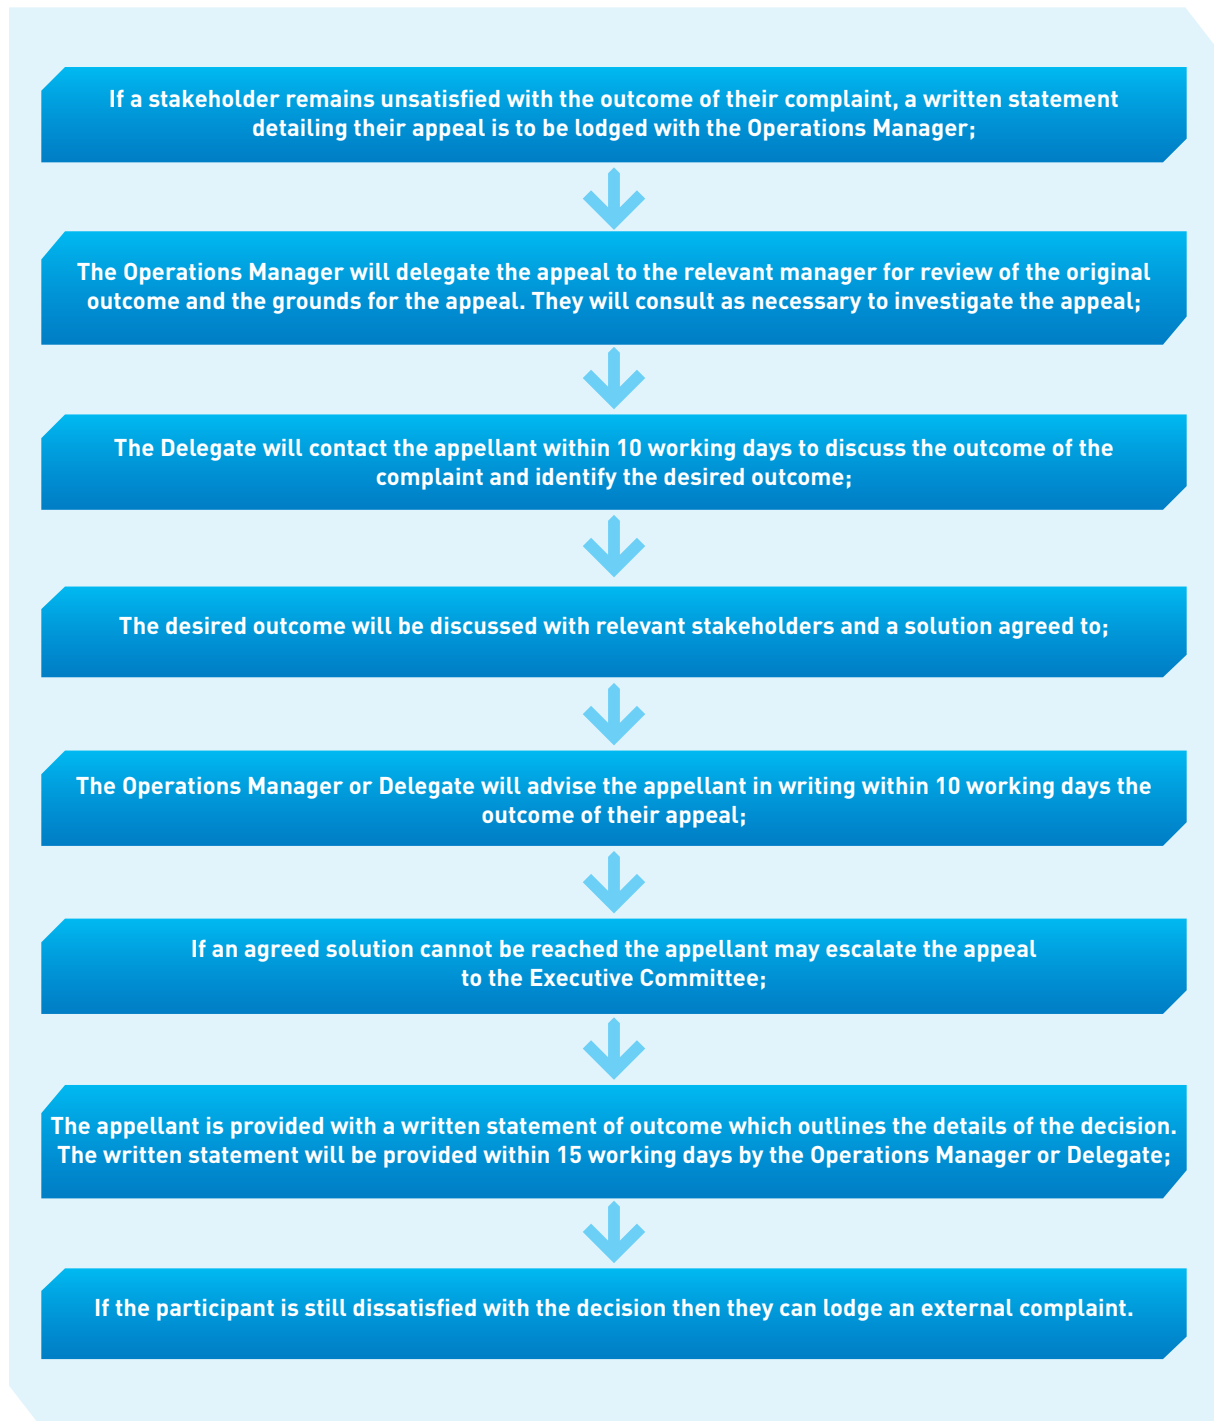 If a stakeholder remains unsatisfied with the outcome of their complaint, a written statement
detailing their appeal is to be lodged with the Operations Manager;
The Operations Manager will delegate the appeal to the relevant manager for review of the original
outcome and the grounds for the appeal. They will consult as necessary to investigate the appeal;
The Delegate will contact the appellant within 10 working days to discuss the outcome of the
complaint and identify the desired outcome;
The desired outcome will be discussed with relevant stakeholders and a solution agreed to;
The Operations Manager or Delegate will advise the appellant in writing within 10 working days the
outcome of their appeal;
If an agreed solution cannot be reached the appellant may escalate the appeal
to the Executive Committee;
The appellant is provided with a written statement of outcome which outlines the details of the decision.
The written statement will be provided within 15 working days by the Operations Manager or Delegate;
If the participant is still dissatisfied with the decision then they can lodge an external complaint.